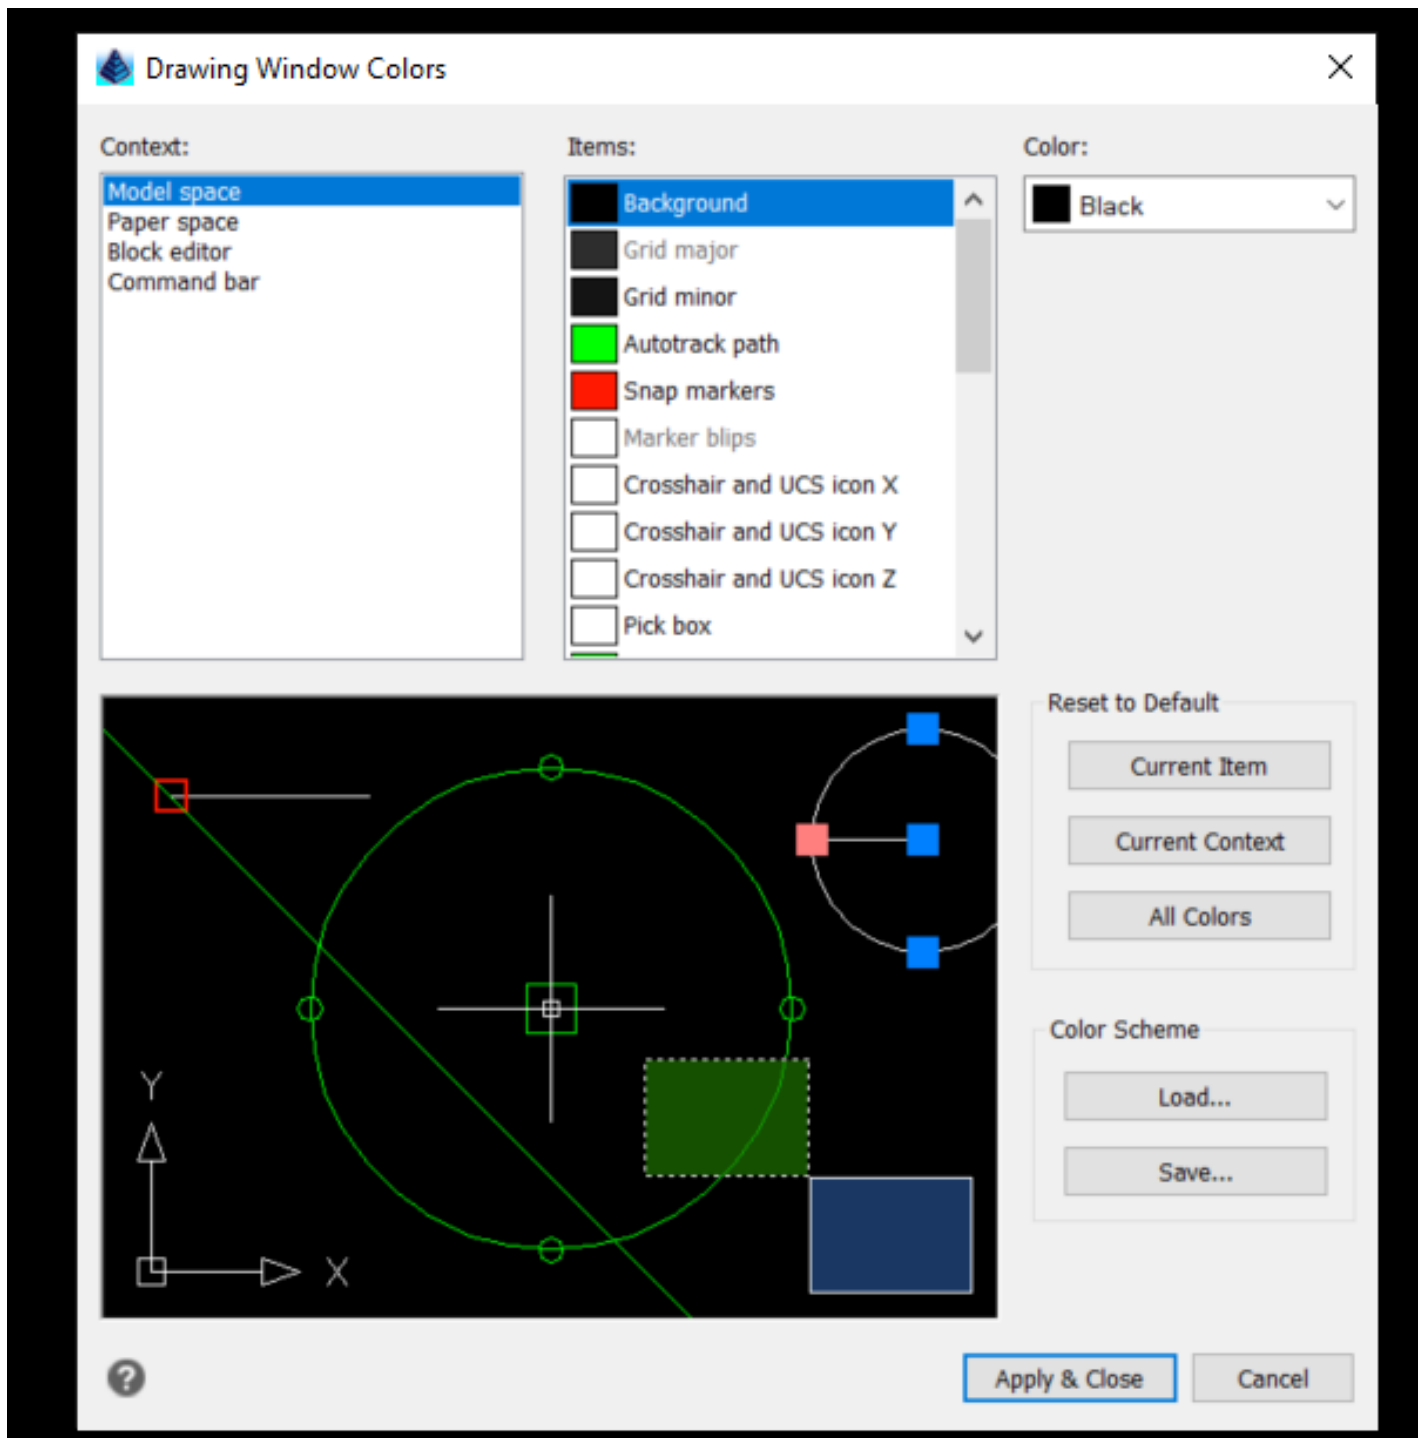 Drawing Window Colors
Context:
Items:
Color:
Model space
Paper space
Block editor
Command bar
Background
Grid major
Grid minor
Autotrack path
Snap markers
Marker blips
Crosshair and UCS icon X
Crosshair and UCS icon Y
Crosshair and UCS icon Z
Pick box
Black
Y
X
Reset to Default
Current Item
Current Context
All Colors
Color Scheme
Load...
Save...
?
Apply & Close
Cancel